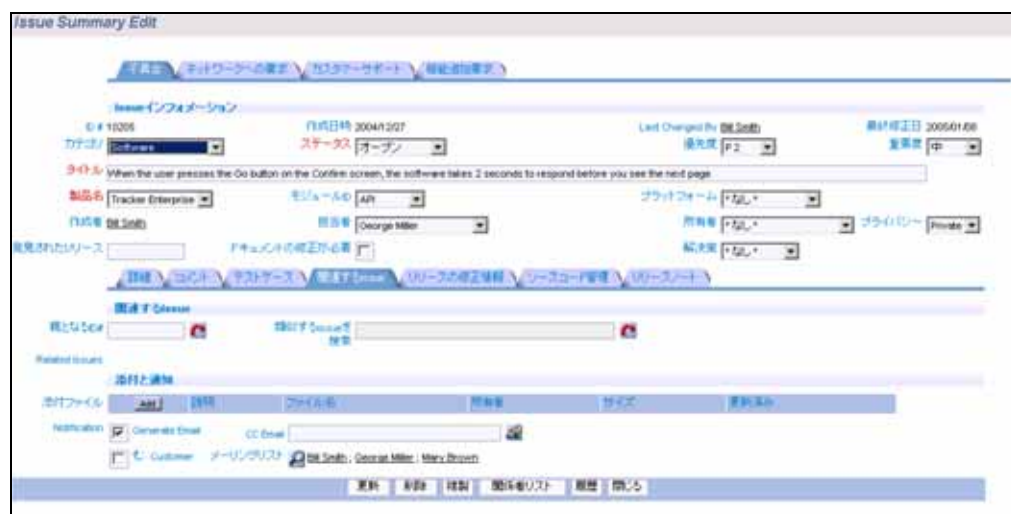 Issue Summary Edit
不具合 ネットワークへの要求 カスタマーサポート 機能追加要求
Issueインフォメーション
ID # 10205 作成日時 2004/12/27 Last Changed By Bill Smith 最終修正日 2005/01/08
カテゴリ Software ステータス オープン 優先度 P 2 重要度 中
タイトル When the user presses the Go button on the Confirm screen, the software takes 2 seconds to respond before you see the next page
製品名 Tracker Enterprise モジュールID API プラットフォーム *なし*
作成者 Bill Smith 担当者 George Miller 所有者 *なし* プライバシー Private
発見されたリリース ドキュメントの修正が必要 解決策 *なし*
詳細 コメント テストケース 関連するIssue リリースの修正情報 ソースコード管理 リリースノート
関連するIssue
親となるID# 類似するIssueを
検索
Related Issues
添付と通知
添付ファイル Add 説明 ファイル名 所有者 サイズ 更新済み
Notification Generate Email CC Email
Customer メーリングリスト Bill Smith ; George Miller ; Mary Brown
更新 削除 複製 関係者リスト 履歴 閉じる